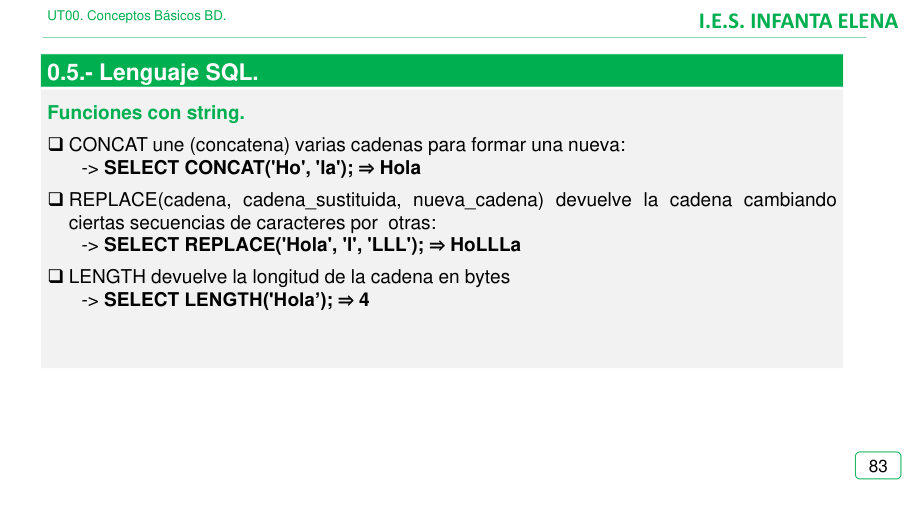 UT00. Conceptos Básicos BD.
I.E.S. INFANTA ELENA
0.5.- Lenguaje SQL.
Funciones con string.
❑ CONCAT une (concatena) varias cadenas para formar una nueva:
-> SELECT CONCAT('Ho', 'la'); ⇒ Hola
❑ REPLACE(cadena, cadena_sustituida, nueva_cadena) devuelve la cadena cambiando
ciertas secuencias de caracteres por otras:
-> SELECT REPLACE('Hola', 'l', 'LLL'); ⇒ HoLLLa
❑ LENGTH devuelve la longitud de la cadena en bytes
-> SELECT LENGTH('Hola’); ⇒ 4
83